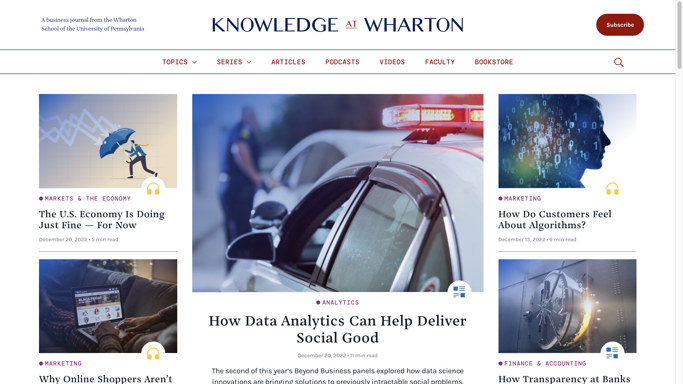 A business journal from the Wharton
School of the University of Pennsylvania
KNOWLEDGE AT WHARTON
Subscribe
TOPICS
SERIES
ARTICLES
PODCASTS
VIDEOS
FACULTY
BOOKSTORE
MARKETS & THE ECONOMY
The U.S. Economy Is Doing
Just Fine — For Now
December 20, 2022 • 5 min read
MARKETING
Why Online Shoppers Aren't
ANALYTICS
How Data Analytics Can Help Deliver
Social Good
December 20, 2022 • 11 min read
The second of this year's Beyond Business panels explored how data science
innovations are bringing solutions to previously intractable social problems.
MARKETING
How Do Customers Feel
About Algorithms?
December 13, 2022 • 6 min read
FINANCE & ACCOUNTING
How Transparency at Banks